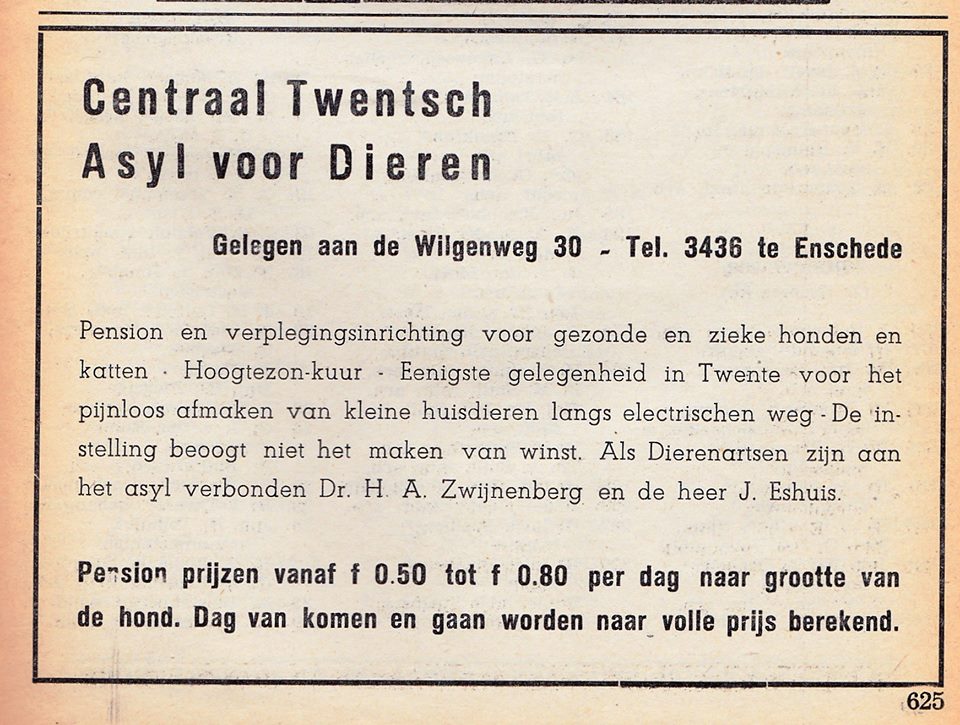 Centraal Twentsch
Asyl voor Dieren
Gelegen aan de Wilgenweg 30 - Tel. 3436 te Enschede
Pension en verplegingsinrichting voor gezonde en zieke honden en
katten - Hoogtezon-kuur - Eenigste gelegenheid in Twente voor het
pijnloos afmaken van kleine huisdieren langs electrischen weg - De in-
stelling beoogt niet het maken van winst. Als Dierenartsen zijn aan
het asyl verbonden Dr. H. A. Zwijnenberg en de heer J. Eshuis.
Pension prijzen vanaf f 0.50 tot f 0.80 per dag naar grootte van
de hond. Dag van komen en gaan worden naar volle prijs berekend.
625